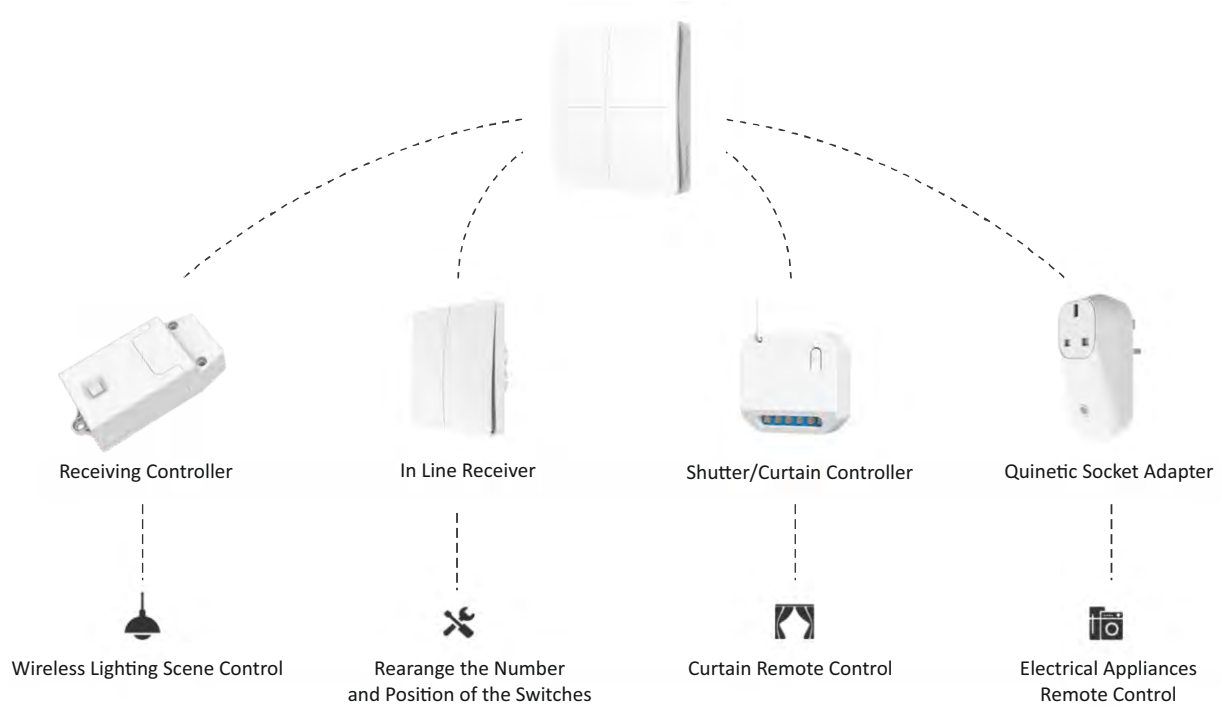 Receiving Controller
In Line Receiver
Shutter/Curtain Controller
Quinetic Socket Adapter
Wireless Lighting Scene Control
Rearange the Number
and Position of the Switches
Curtain Remote Control
Electrical Appliances
Remote Control